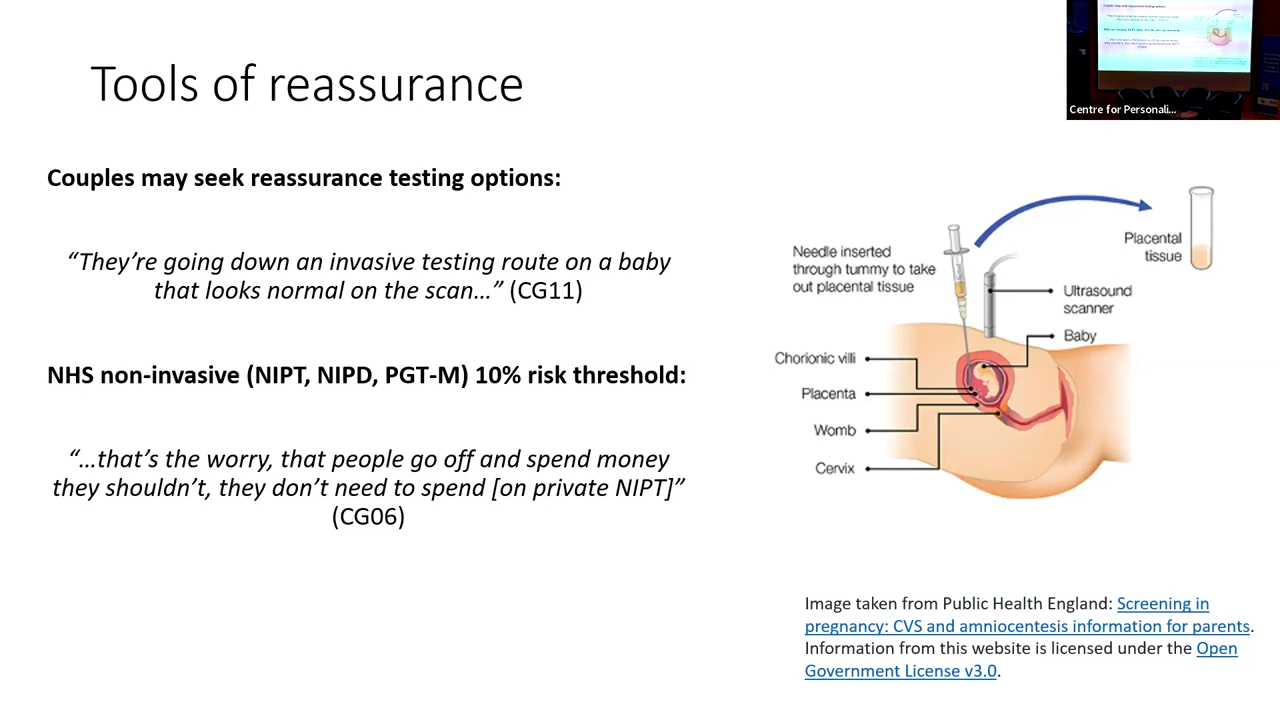 Tools of reassurance
Centre for Personali...
Couples may seek reassurance testing options:
“They’re going down an invasive testing route on a baby
that looks normal on the scan…” (CG11)
NHS non-invasive (NIPT, NIPD, PGT-M) 10% risk threshold:
“…that’s the worry, that people go off and spend money
they shouldn’t, they don’t need to spend [on private NIPT]”
(CG06)
Needle inserted
through tummy to take
out placental tissue
Placental
tissue
Ultrasound
scanner
Baby
Chorionic villi
Placenta
Womb
Cervix
Image taken from Public Health England: Screening in
pregnancy: CVS and amniocentesis information for parents.
Information from this website is licensed under the Open
Government License v3.0.